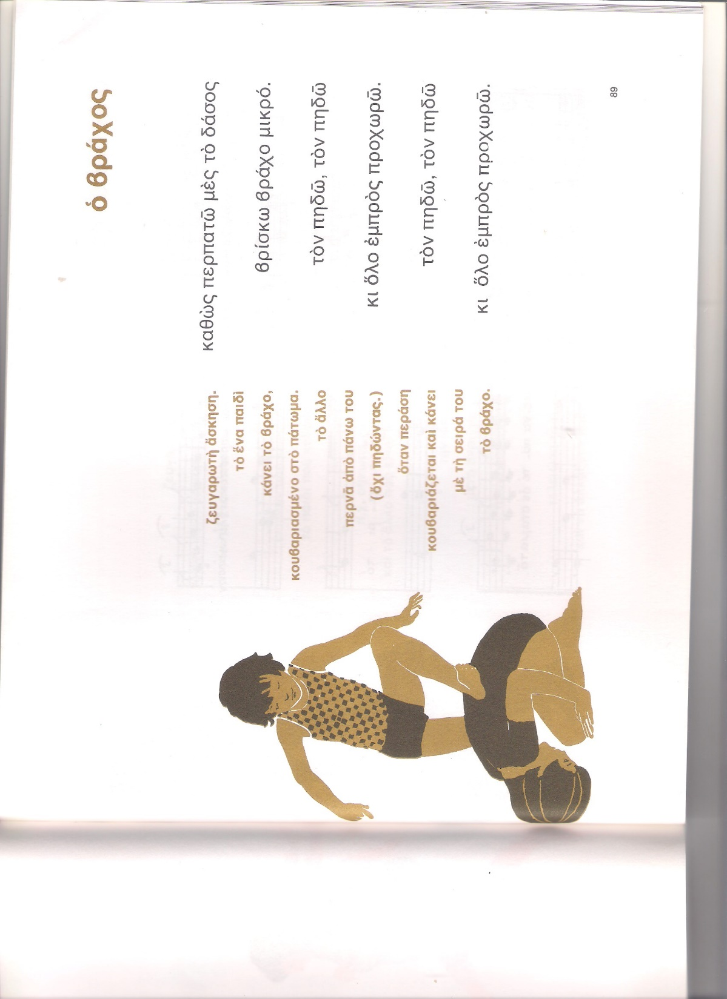 ὁ βράχος
ζευγαρωτὴ ἄσκηση.
τὸ ἕνα παιδὶ
κάνει τὸ βράχο,
κουβαριασμένο στὸ πάτωμα.
τὸ ἄλλο
περνᾶ ἀπὸ πάνω του
(ὄχι πηδώντας.)
ὅταν περάση
κουβαριάζεται καὶ κάνει
μὲ τὴ σειρά του
τὸ βράχο.
καθὼς περπατῶ μὲς τὸ δάσος
βρίσκω βράχο μικρό.
τὸν πηδῶ, τὸν πηδῶ
κι ὅλο ἐμπρὸς προχωρῶ.
τὸν πηδῶ, τὸν πηδῶ
κι ὅλο ἐμπρὸς προχωρῶ.
89